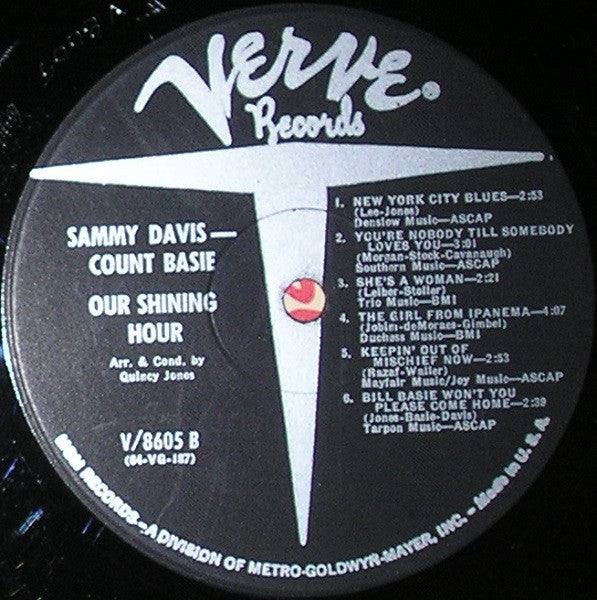 Verve
Records
SAMMY DAVIS—
COUNT BASIE
OUR SHINING
HOUR
Arr. & Cond. by
Quincy Jones
V/8605 B
(64-VG-187)
1. NEW YORK CITY BLUES—2:53
(Lee-Jones)
Denslow Music—ASCAP
2. YOU'RE NOBODY TILL SOMEBODY
LOVES YOU—3:01
(Morgan-Stock-Cavanaugh)
Southern Music—ASCAP
3. SHE'S A WOMAN—2:21
(Leiber-Stoller)
Trio Music—BMI
4. THE GIRL FROM IPANEMA—4:07
(Jobim-deMoraes-Gimbel)
Duchess Music—BMI
5. KEEPIN' OUT OF
MISCHIEF NOW—2:53
(Razaf-Waller)
Mayfair Music/Joy Music—ASCAP
6. BILL BASIE WON'T YOU
PLEASE COME HOME—2:39
(Jones-Basie-Davis)
Tarpon Music—ASCAP
MGM RECORDS—A DIVISION OF METRO-GOLDWYN-MAYER, INC. – Made in U. S. A.